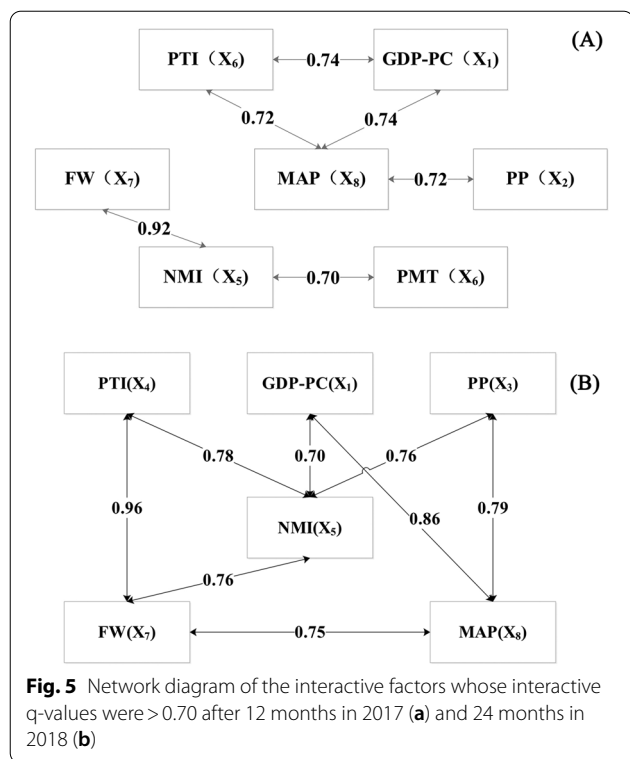 (A)
PTI（X₆） 0.74 GDP-PC（X₁）
0.72 0.74
FW（X₇） MAP（X₈） 0.72 PP（X₂）
0.92
NMI（X₅） 0.70 PMT（X₆）
PTI(X₄) GDP-PC(X₁) PP(X₃) (B)
0.78 0.70 0.76
0.96 0.86 0.79
NMI(X₅)
0.76
FW(X₇) 0.75 MAP(X₈)
Fig. 5 Network diagram of the interactive factors whose interactive
q-values were > 0.70 after 12 months in 2017 (a) and 24 months in
2018 (b)